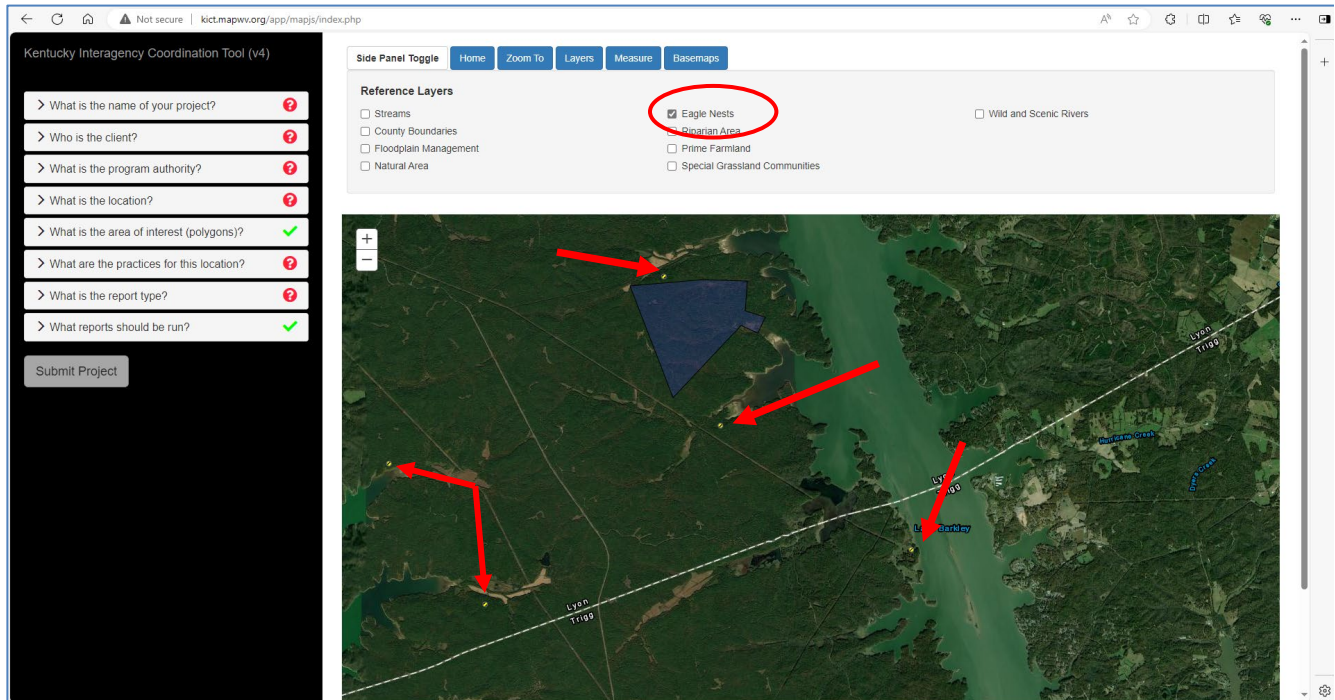 Not secure | kict.mapwv.org/app/mapjs/index.php
Kentucky Interagency Coordination Tool (v4)
What is the name of your project?
Who is the client?
What is the program authority?
What is the location?
What is the area of interest (polygons)?
What are the practices for this location?
What is the report type?
What reports should be run?
Submit Project
Side Panel Toggle Home Zoom To Layers Measure Basemaps
Reference Layers
Streams Eagle Nests Wild and Scenic Rivers
County Boundaries Riparian Area
Floodplain Management Prime Farmland
Natural Area Special Grassland Communities
Lyon
Trigg
Hurricane Creek
Dyers Creek
Lyon
Trigg
Barkley
Lyon
Trigg